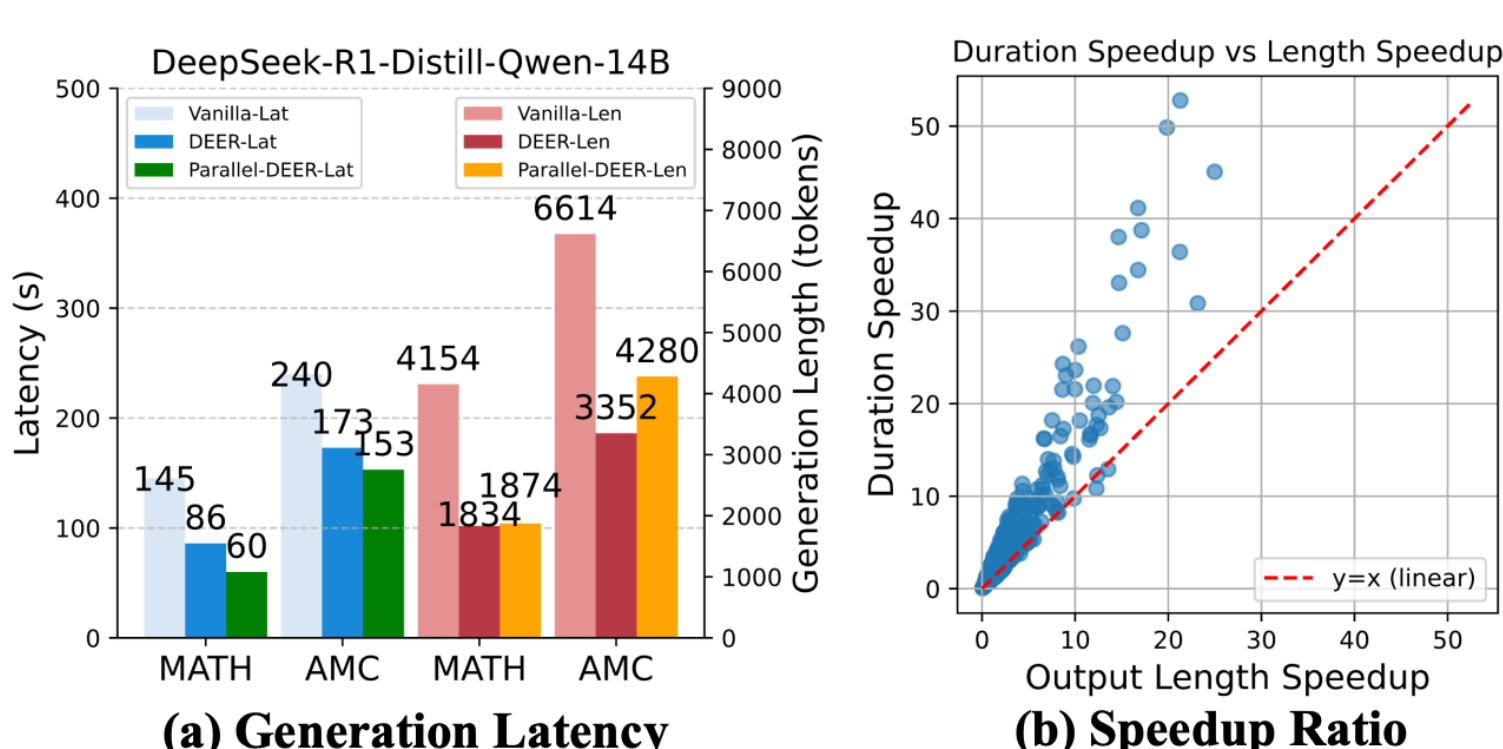 DeepSeek-R1-Distill-Qwen-14B
Latency (s)
500
400
300
200
100
0
Vanilla-Lat
DEER-Lat
Parallel-DEER-Lat
Vanilla-Len
DEER-Len
Parallel-DEER-Len
145
86
60
240
173
153
4154
1834
1874
6614
3352
4280
MATH
AMC
MATH
AMC
9000
8000
7000
6000
5000
4000
3000
2000
1000
0
Generation Length (tokens)
(a) Generation Latency
Duration Speedup vs Length Speedup
Duration Speedup
50
40
30
20
10
0
y=x (linear)
0
10
20
30
40
50
Output Length Speedup
(b) Speedup Ratio